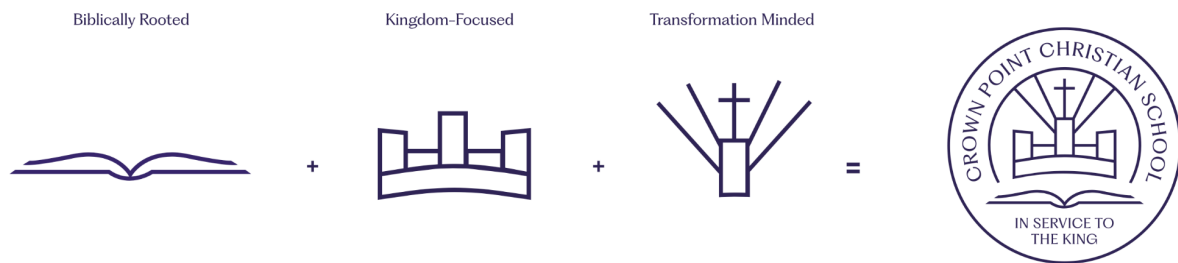 Biblically Rooted
Kingdom-Focused
Transformation Minded
+
+
=
CROWN POINT CHRISTIAN SCHOOL
IN SERVICE TO
THE KING